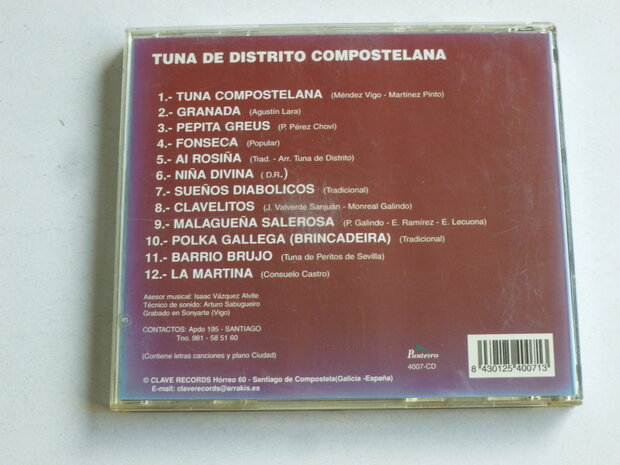 TUNA DE DISTRITO COMPOSTELANA
1.- TUNA COMPOSTELANA (Méndez Vigo - Martínez Pinto)
2.- GRANADA (Agustín Lara)
3.- PEPITA GREUS (P. Pérez Chovi)
4.- FONSECA (Popular)
5.- AI ROSIÑA (Trad. - Arr. Tuna de Distrito)
6.- NIÑA DIVINA ( D.R.)
7.- SUEÑOS DIABOLICOS (Tradicional)
8.- CLAVELITOS (J. Valverde Sanjuán - Monreal Galindo)
9.- MALAGUEÑA SALEROSA (P. Galindo - E. Ramírez - E. Lecuona)
10.- POLKA GALLEGA (BRINCADEIRA) (Tradicional)
11.- BARRIO BRUJO (Tuna de Peritos de Sevilla)
12.- LA MARTINA (Consuelo Castro)
Asesor musical: Isaac Vázquez Alvite
Técnico de sonido: Arturo Sabugueiro
Grabado en Sonyarte (Vigo)
CONTACTOS: Apdo 195 - SANTIAGO
Tno. 981 - 58 51 60
(Contiene letras canciones y plano Ciudad)
Punteiro
4007-CD
8 430125 400713
© CLAVE RECORDS Hórreo 60 - Santiago de Compostela(Galicia -España)
E-mail: claverecords@arrakis.es